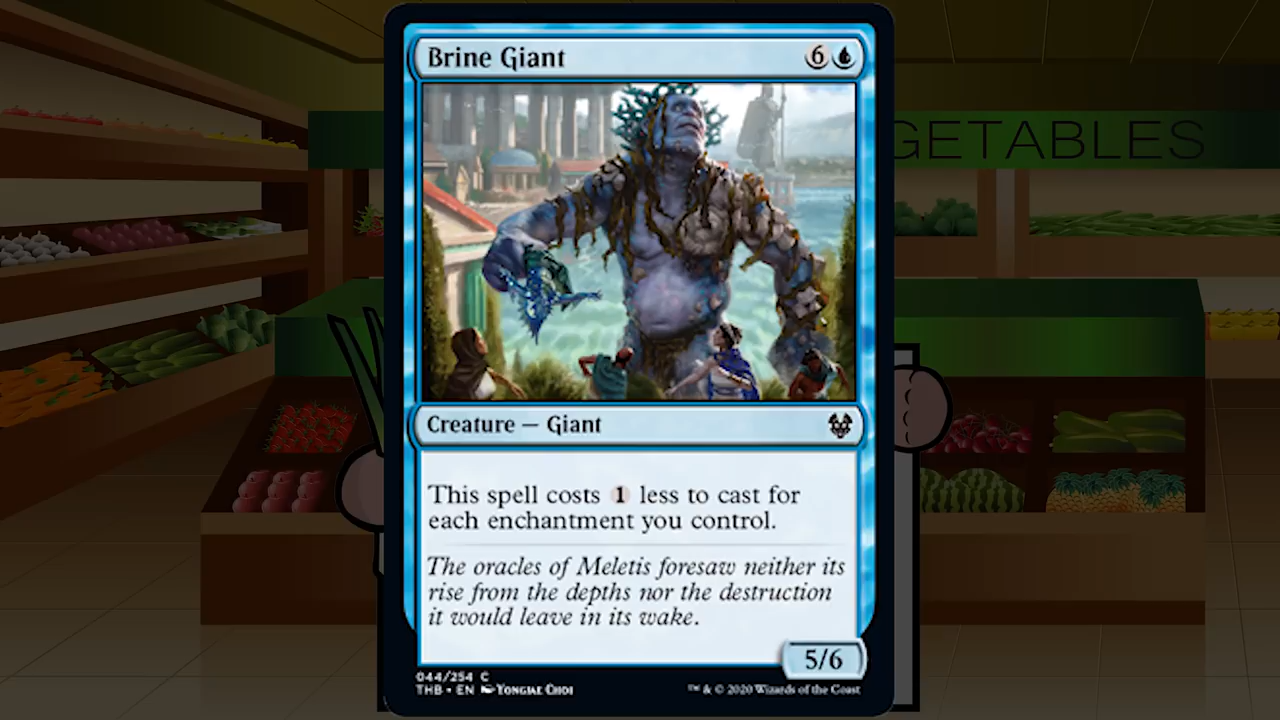 Brine Giant 6
GETABLES
Creature — Giant
This spell costs 1 less to cast for
each enchantment you control.
The oracles of Meletis foresaw neither its
rise from the depths nor the destruction
it would leave in its wake.
5/6
044/254 C
THB • EN Yongjae Choi
™ & © 2020 Wizards of the Coast